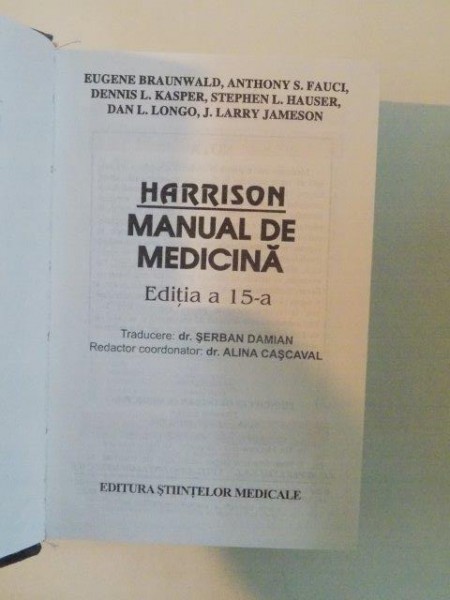 EUGENE BRAUNWALD, ANTHONY S. FAUCI,
DENNIS L. KASPER, STEPHEN L. HAUSER,
DAN L. LONGO, J. LARRY JAMESON
HARRISON
MANUAL DE
MEDICINĂ
Ediția a 15-a
Traducere: dr. ȘERBAN DAMIAN
Redactor coordonator: dr. ALINA CAȘCAVAL
EDITURA ȘTIINȚELOR MEDICALE